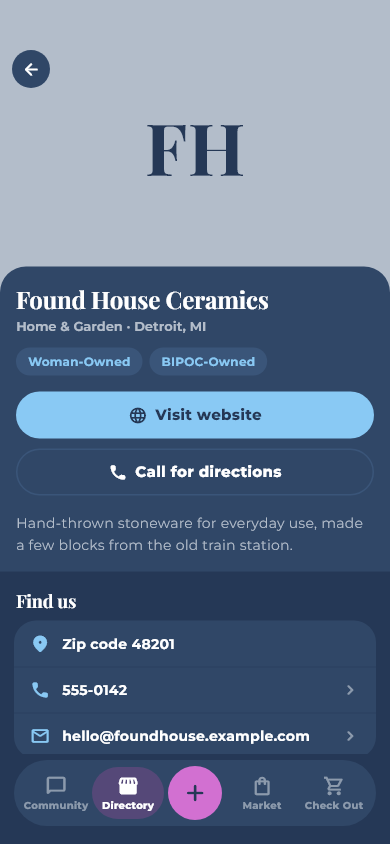 FH
Found House Ceramics
Home & Garden · Detroit, MI
Woman-Owned BIPOC-Owned
Visit website
Call for directions
Hand-thrown stoneware for everyday use, made
a few blocks from the old train station.
Find us
Zip code 48201
555-0142
hello@foundhouse.example.com
Community Directory Market Check Out